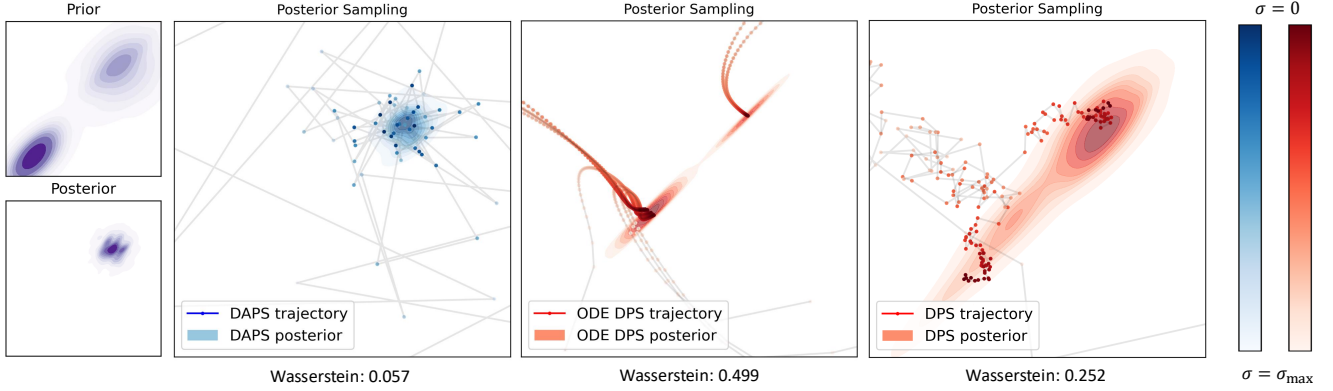 Prior
Posterior
Posterior Sampling
DAPS trajectory
DAPS posterior
Wasserstein: 0.057
Posterior Sampling
ODE DPS trajectory
ODE DPS posterior
Wasserstein: 0.499
Posterior Sampling
DPS trajectory
DPS posterior
Wasserstein: 0.252
σ = 0
σ = σmax